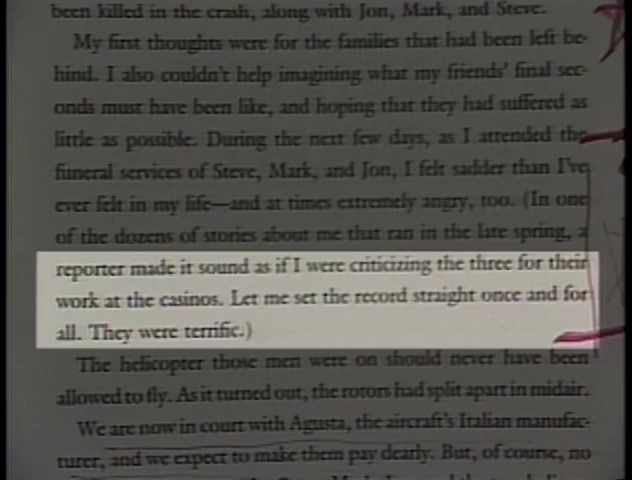 been killed in the crash, along with Jon, Mark, and Steve.
My first thoughts were for the families that had been left be-
hind. I also couldn't help imagining what my friends' final sec-
onds must have been like, and hoping that they had suffered as
little as possible. During the next few days, as I attended the
funeral services of Steve, Mark, and Jon, I felt sadder than I've
ever felt in my life—and at times extremely angry, too. (In one
of the dozens of stories about me that ran in the late spring, a
reporter made it sound as if I were criticizing the three for their
work at the casinos. Let me set the record straight once and for
all. They were terrific.)
The helicopter those men were on should never have been
allowed to fly. As it turned out, the rotors had split apart in midair.
We are now in court with Agusta, the aircraft's Italian manufac-
turer, and we expect to make them pay dearly. But, of course, no